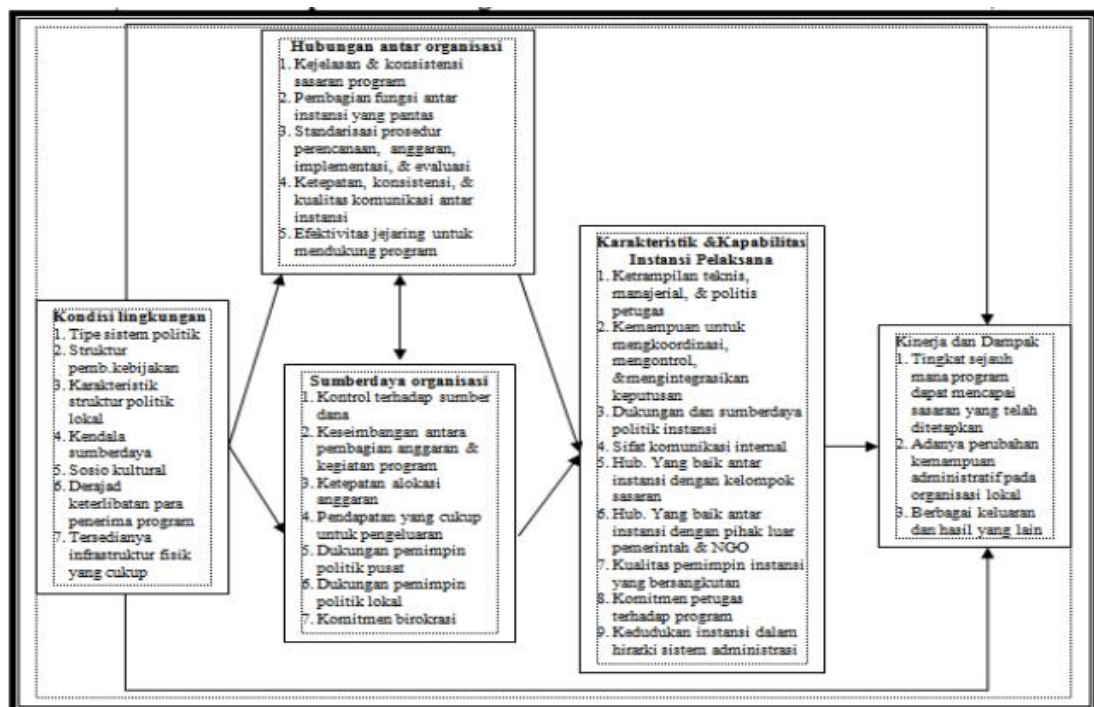 Hubungan antar organisasi
1. Kejelasan & konsistensi
sasaran program
2. Pembagian fungsi antar
instansi yang pantas
3. Standarisasi prosedur
perencanaan, anggaran,
implementasi, & evaluasi
4. Ketepatan, konsistensi, &
kualitas komunikasi antar
instansi
5. Efektivitas jejaring untuk
mendukung program
Kondisi lingkungan
1. Tipe sistem politik
2. Struktur
pemb.kebijakan
3. Karakteristik
struktur politik
lokal
4. Kendala
sumberdaya
5. Sosio kultural
6. Derajad
keterlibatan para
penerima program
7. Tersedianya
infrastruktur fisik
yang cukup
Sumberdaya organisasi
1. Kontrol terhadap sumber
dana
2. Keseimbangan antara
pembagian anggaran &
kegiatan program
3. Ketepatan alokasi
anggaran
4. Pendapatan yang cukup
untuk pengeluaran
5. Dukungan pemimpin
politik pusat
6. Dukungan pemimpin
politik lokal
7. Komitmen birokrasi
Karakteristik &Kapabilitas
Instansi Pelaksana
1. Ketrampilan teknis,
manajerial, & politis
petugas
2. Kemampuan untuk
mengkoordinasi,
mengontrol,
&mengintegrasikan
keputusan
3. Dukungan dan sumberdaya
politik instansi
4. Sifat komunikasi internal
5. Hub. Yang baik antar
instansi dengan kelompok
sasaran
6. Hub. Yang baik antar
instansi dengan pihak luar
pemerintah & NGO
7. Kualitas pemimpin instansi
yang bersangkutan
8. Komitmen petugas
terhadap program
9. Kedudukan instansi dalam
hirarki sistem administrasi
Kinerja dan Dampak
1. Tingkat sejauh
mana program
dapat mencapai
sasaran yang telah
ditetapkan
2. Adanya perubahan
kemampuan
administratif pada
organisasi lokal
3. Berbagai keluaran
dan hasil yang lain